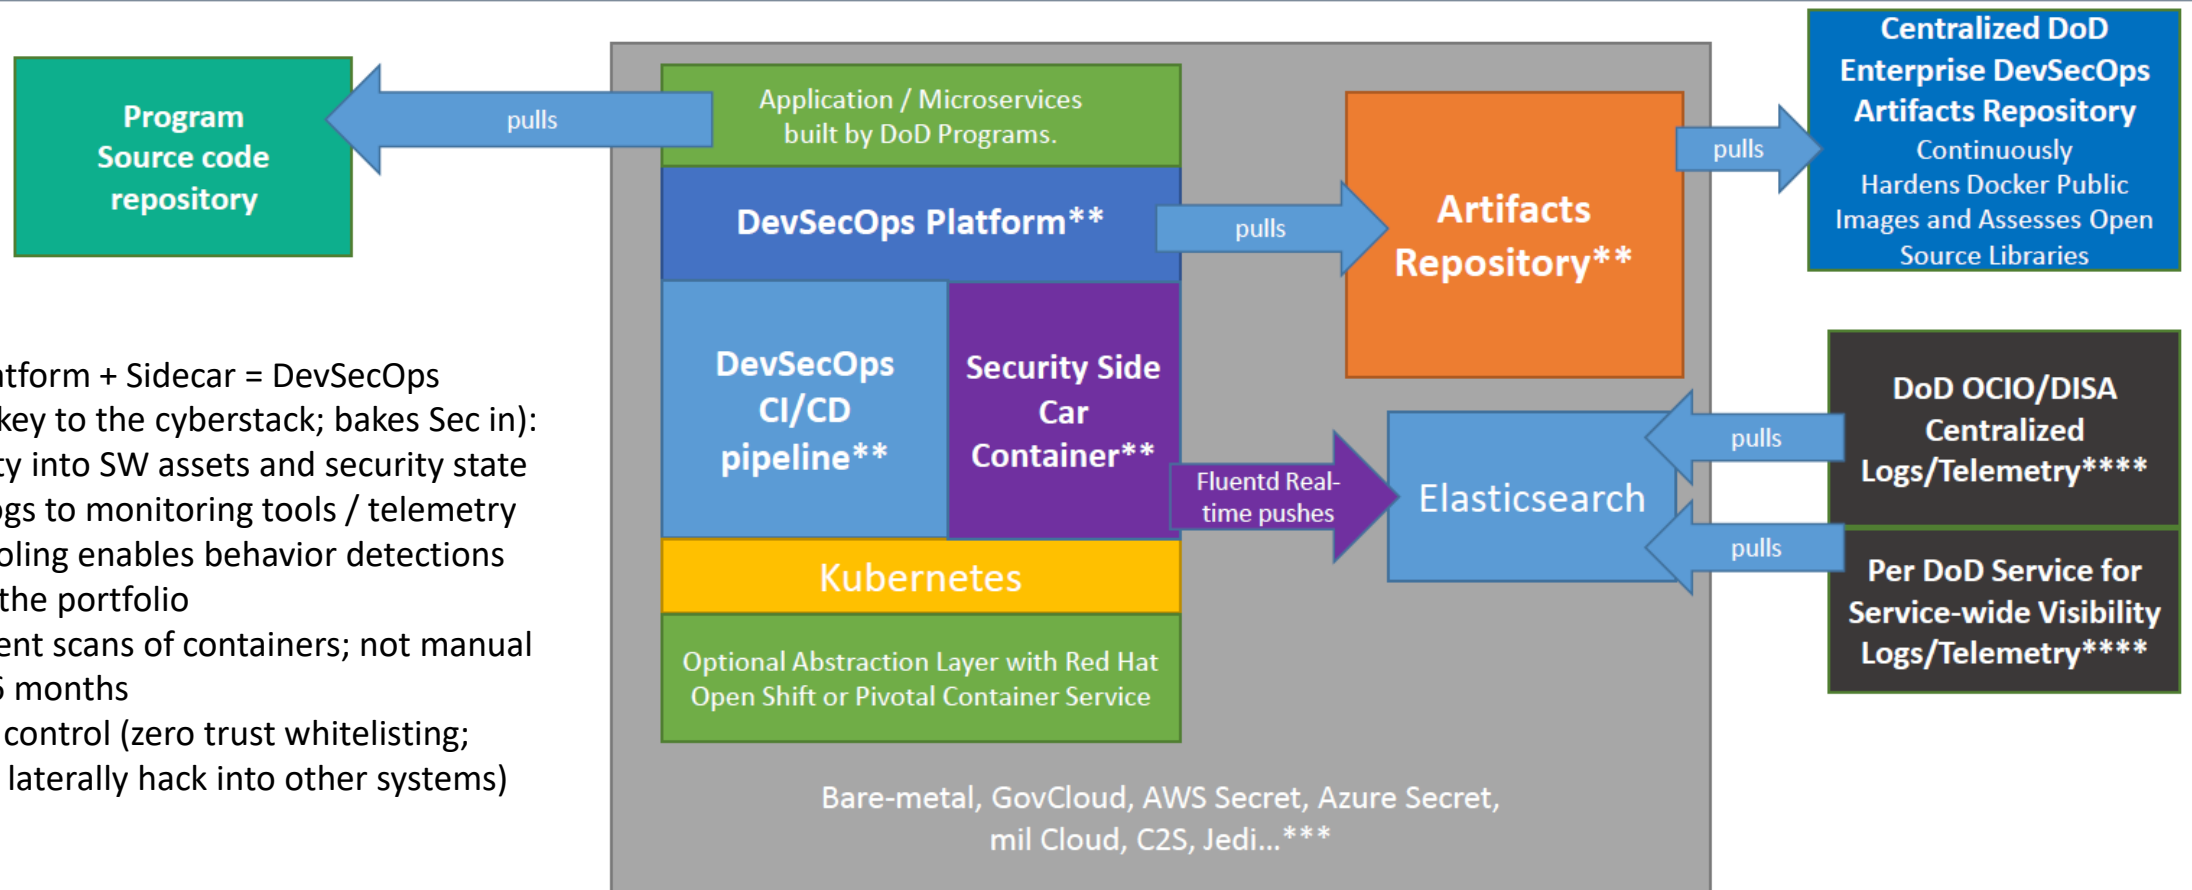 Program
Source code
repository
pulls
Application / Microservices
built by DoD Programs.
DevSecOps Platform**
pulls
Artifacts
Repository**
pulls
Centralized DoD
Enterprise DevSecOps
Artifacts Repository
Continuously
Hardens Docker Public
Images and Assesses Open
Source Libraries
DevSecOps
CI/CD
pipeline**
Security Side
Car
Container**
Fluentd Real-
time pushes
Elasticsearch
pulls
pulls
DoD OCIO/DISA
Centralized
Logs/Telemetry****
Per DoD Service for
Service-wide Visibility
Logs/Telemetry****
Kubernetes
Optional Abstraction Layer with Red Hat
Open Shift or Pivotal Container Service
Bare-metal, GovCloud, AWS Secret, Azure Secret,
mil Cloud, C2S, Jedi...***
+ Sidecar = DevSecOps
key to the cyberstack; bakes Sec in):
into SW assets and security state
to monitoring tools / telemetry
enables behavior detections
the portfolio
scans of containers; not manual
months
control (zero trust whitelisting;
laterally hack into other systems)